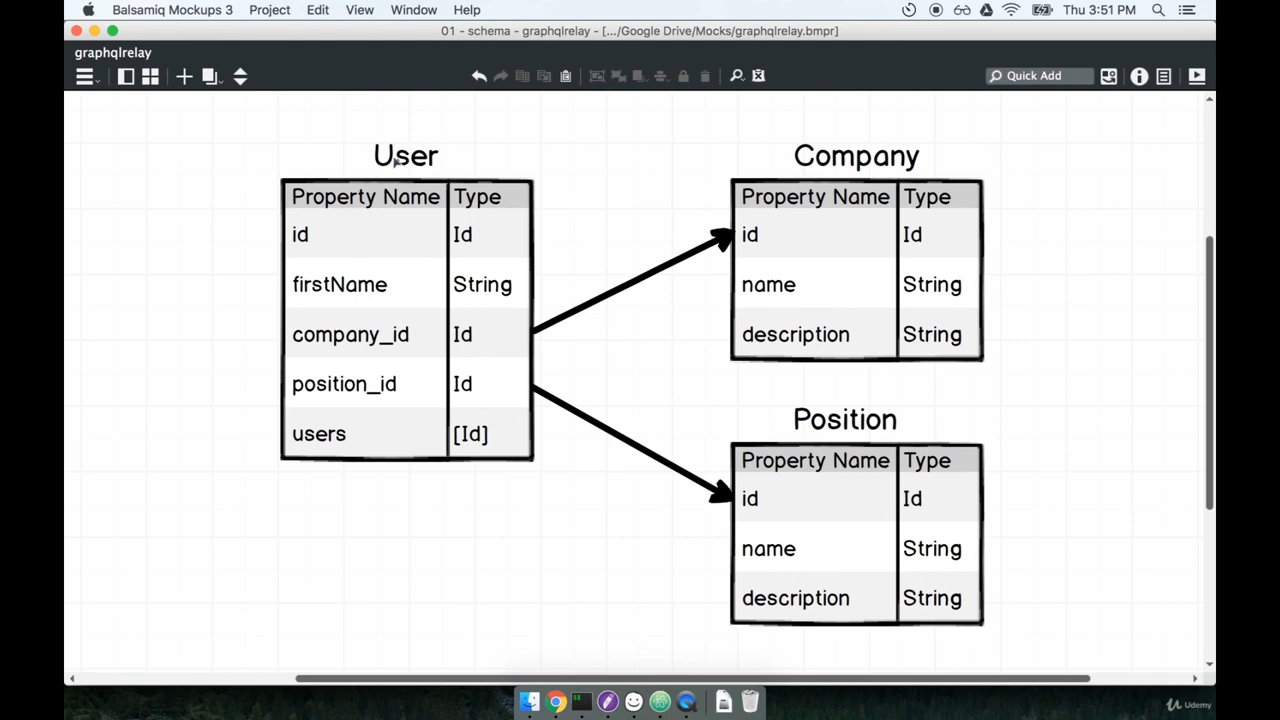 Balsamiq Mockups 3 Project Edit View Window Help Thu 3:51 PM
01 - schema - graphqlrelay - [.../Google Drive/Mocks/graphqlrelay.bmpr]
graphqlrelay
Quick Add
User
Property Name Type
id Id
firstName String
company_id Id
position_id Id
users [Id]
Company
Property Name Type
id Id
name String
description String
Position
Property Name Type
id Id
name String
description String
Udemy